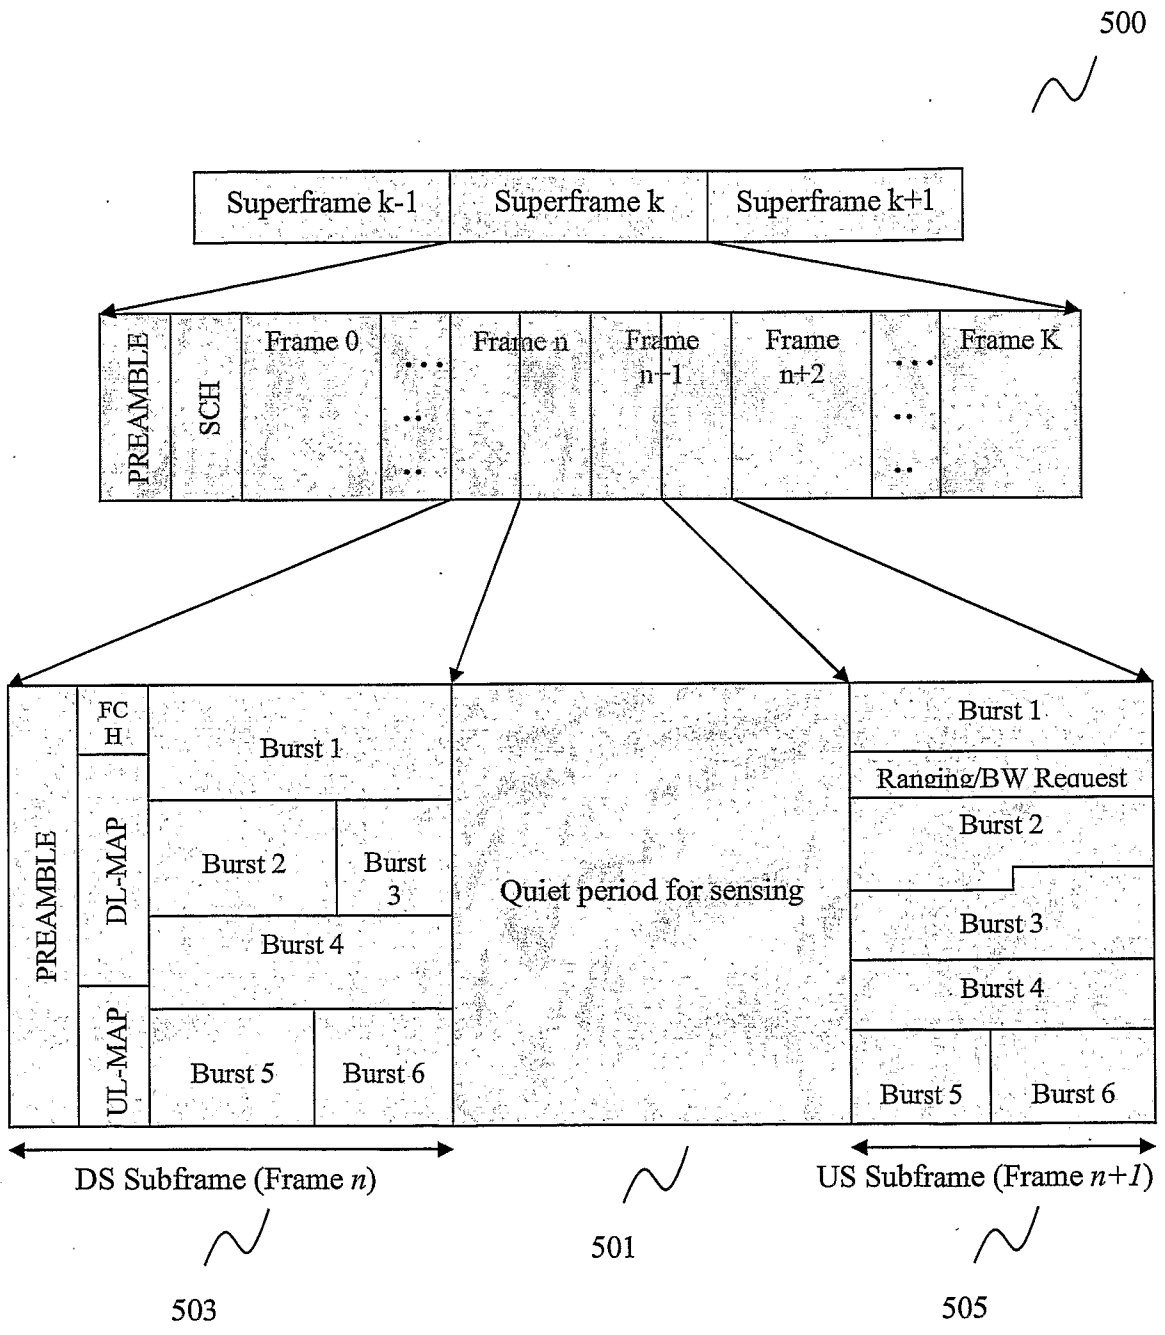 500
Superframe k-1
Superframe k
Superframe k+1
PREAMBLE
SCH
Frame 0
Frame n
Frame
n+1
Frame
n+2
Frame K
PREAMBLE
FC
H
DL-MAP
UL-MAP
Burst 1
Burst 2
Burst
3
Burst 4
Burst 5
Burst 6
Quiet period for sensing
Burst 1
Ranging/BW Request
Burst 2
Burst 3
Burst 4
Burst 5
Burst 6
DS Subframe (Frame n)
US Subframe (Frame n+1)
501
503
505